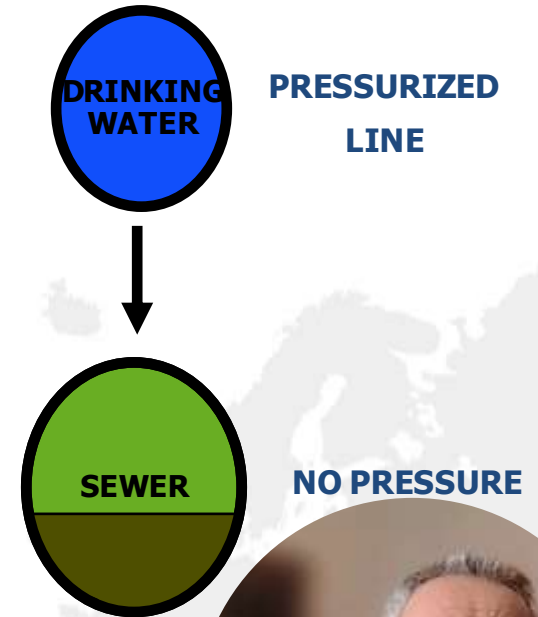 DRINKING
WATER
PRESSURIZED
LINE
SEWER
NO PRESSURE